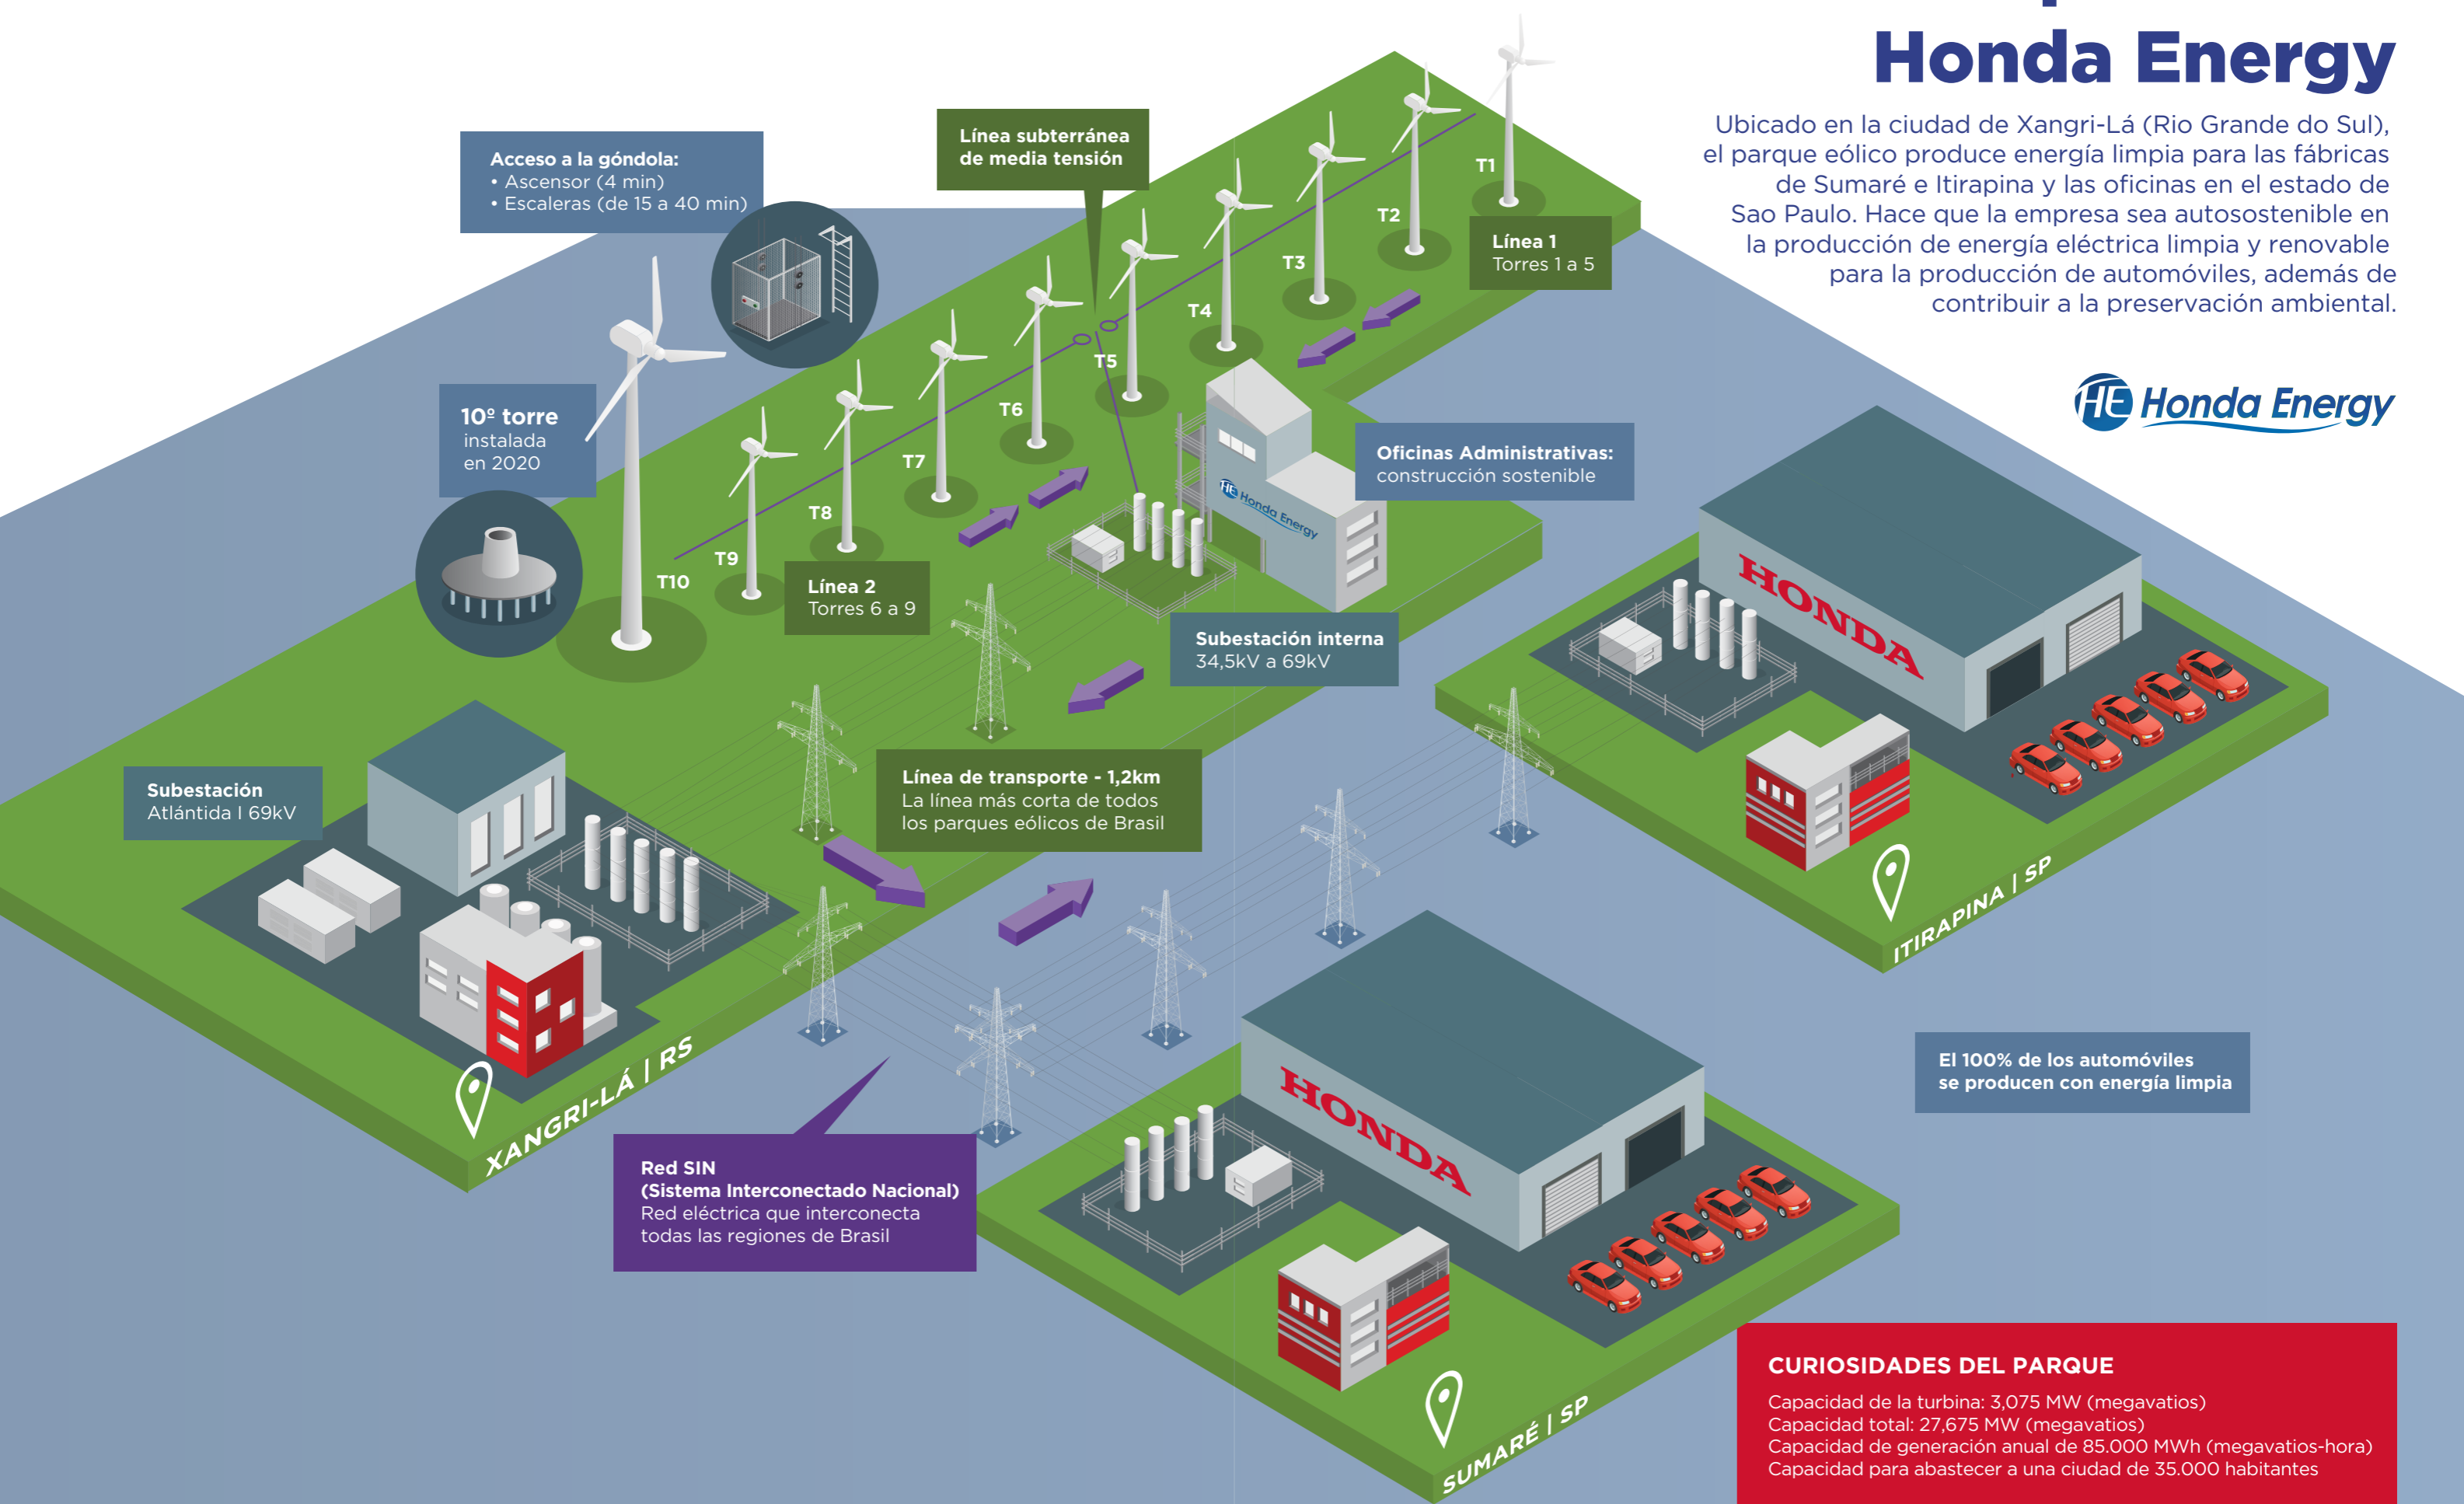 Honda Energy
Ubicado en la ciudad de Xangri-Lá (Rio Grande do Sul),
el parque eólico produce energía limpia para las fábricas
de Sumaré e Itirapina y las oficinas en el estado de
Sao Paulo. Hace que la empresa sea autosostenible en
la producción de energía eléctrica limpia y renovable
para la producción de automóviles, además de
contribuir a la preservación ambiental.
HE Honda Energy
Acceso a la góndola:
• Ascensor (4 min)
• Escaleras (de 15 a 40 min)
Línea subterránea
de media tensión
T1
T2
T3
T4
T5
T6
T7
T8
T9
T10
Línea 1
Torres 1 a 5
10º torre
instalada
en 2020
Línea 2
Torres 6 a 9
Oficinas Administrativas:
construcción sostenible
HE Honda Energy
Subestación interna
34,5kV a 69kV
HONDA
Subestación
Atlántida I 69kV
Línea de transporte - 1,2km
La línea más corta de todos
los parques eólicos de Brasil
ITIRAPINA | SP
XANGRI-LÁ | RS
HONDA
El 100% de los automóviles
se producen con energía limpia
Red SIN
(Sistema Interconectado Nacional)
Red eléctrica que interconecta
todas las regiones de Brasil
SUMARÉ | SP
CURIOSIDADES DEL PARQUE
Capacidad de la turbina: 3,075 MW (megavatios)
Capacidad total: 27,675 MW (megavatios)
Capacidad de generación anual de 85.000 MWh (megavatios-hora)
Capacidad para abastecer a una ciudad de 35.000 habitantes